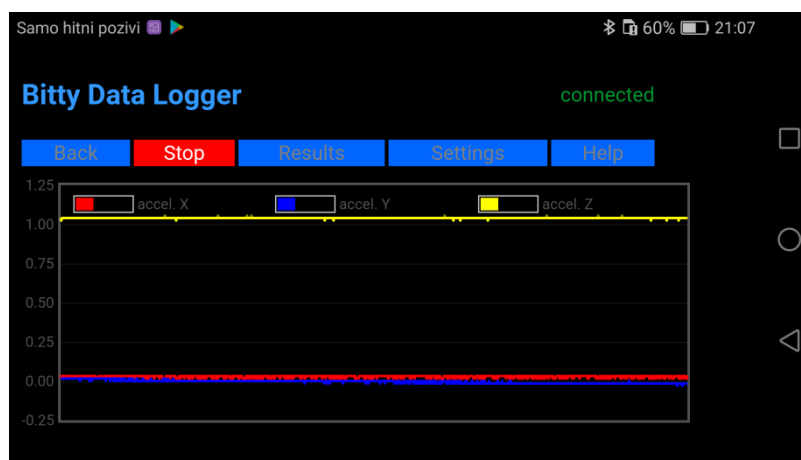 Samo hitni pozivi 60% 21:07
Bitty Data Logger connected
Back Stop Results Settings Help
1.25
accel. X accel. Y accel. Z
1.00
0.75
0.50
0.25
0.00
-0.25